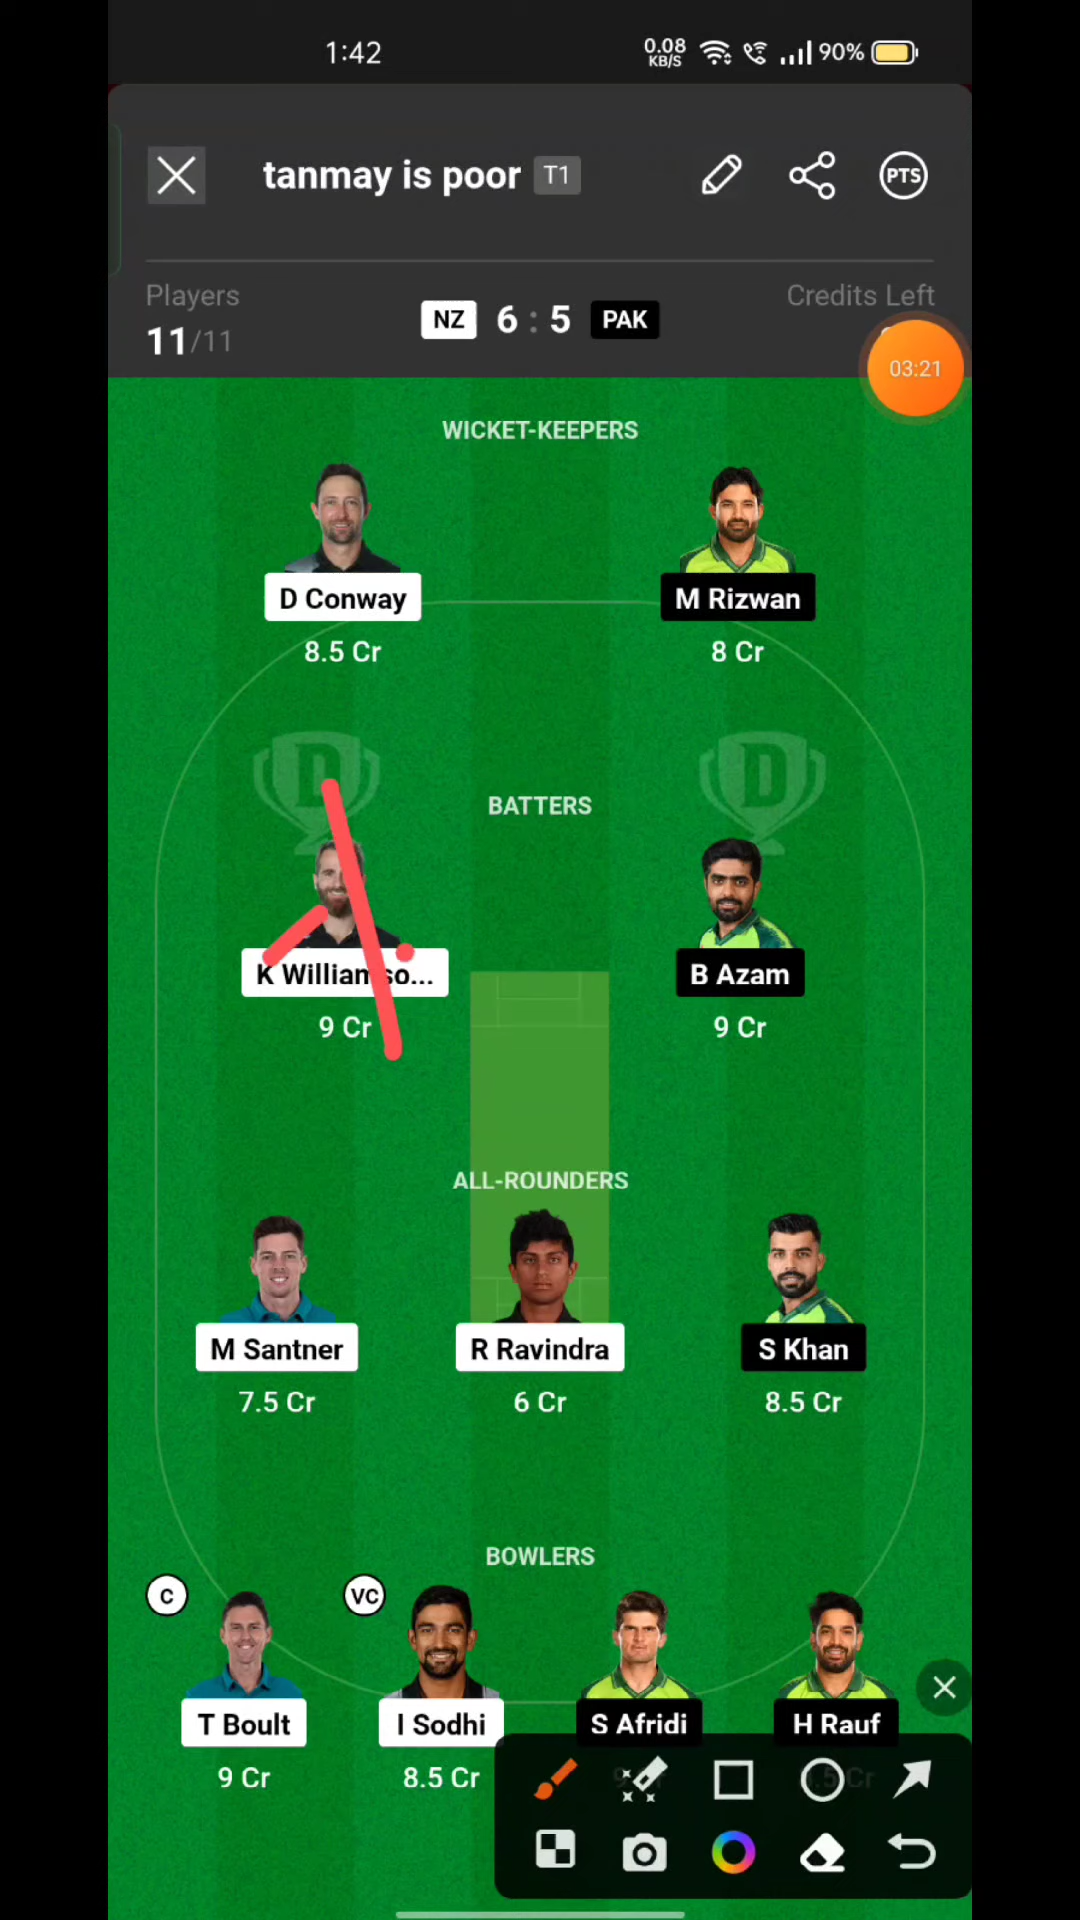 1:42
0.08
KB/S
90%
tanmay is poor T1
PTS
Players
Credits Left
11/11
NZ 6 : 5 PAK
03:21
WICKET-KEEPERS
D Conway
M Rizwan
8.5 Cr
8 Cr
D
D
BATTERS
K Williamso...
B Azam
9 Cr
9 Cr
ALL-ROUNDERS
M Santner
R Ravindra
S Khan
7.5 Cr
6 Cr
8.5 Cr
BOWLERS
C
VC
T Boult
I Sodhi
S Afridi
H Rauf
9 Cr
8.5 Cr